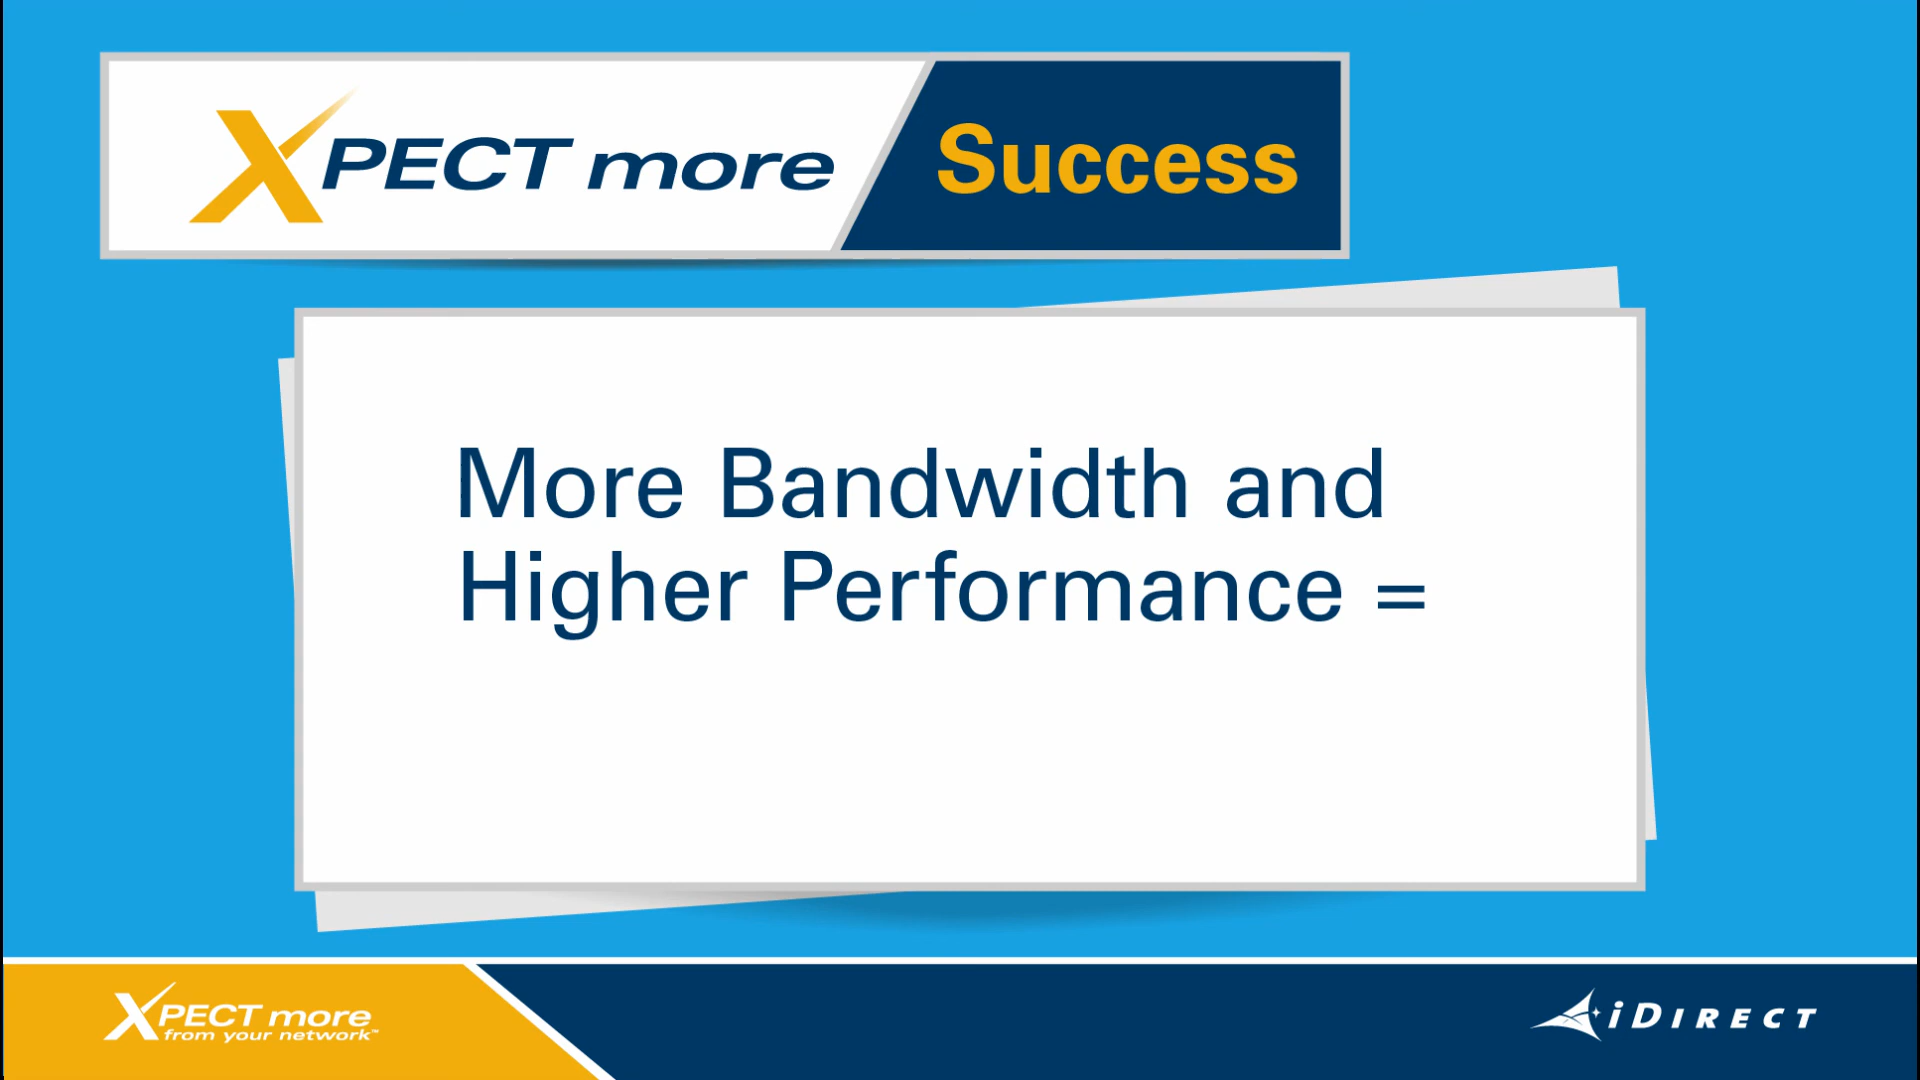 XPECT more
Success
More Bandwidth and
Higher Performance =
XPECT more
from your network™
iDIRECT